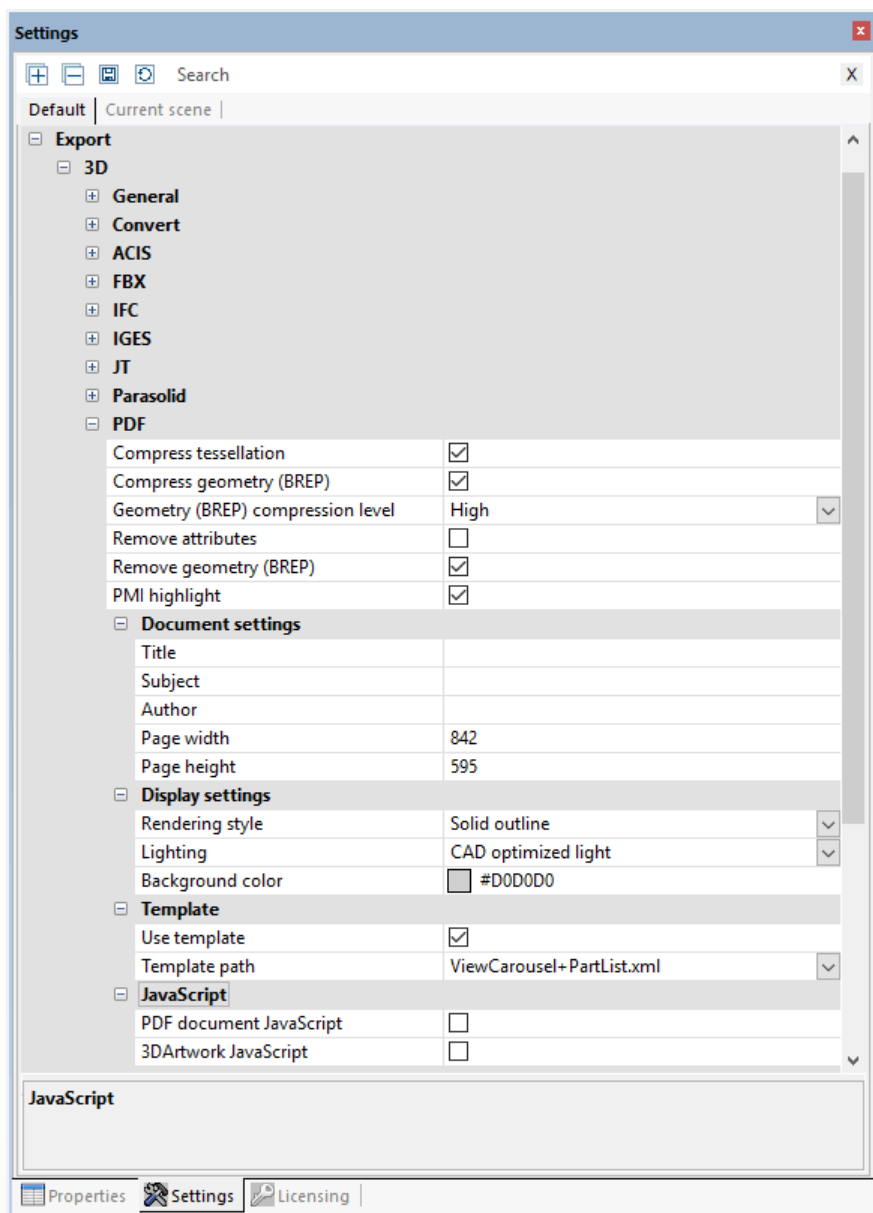 Settings
Search X
Default Current scene
Export
3D
General
Convert
ACIS
FBX
IFC
IGES
JT
Parasolid
PDF
Compress tessellation
Compress geometry (BREP)
Geometry (BREP) compression level High
Remove attributes
Remove geometry (BREP)
PMI highlight
Document settings
Title
Subject
Author
Page width 842
Page height 595
Display settings
Rendering style Solid outline
Lighting CAD optimized light
Background color #D0D0D0
Template
Use template
Template path ViewCarousel+PartList.xml
JavaScript
PDF document JavaScript
3DArtwork JavaScript
JavaScript
Properties Settings Licensing